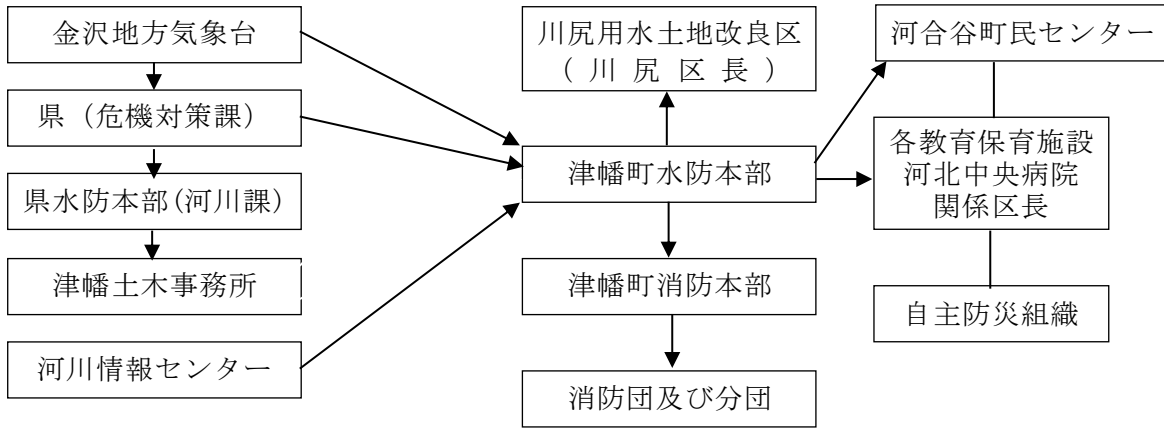 金沢地方気象台
県（危機対策課）
県水防本部(河川課)
津幡土木事務所
河川情報センター
川尻用水土地改良区
（川尻区長）
津幡町水防本部
津幡町消防本部
消防団及び分団
河合谷町民センター
各教育保育施設
河北中央病院
関係区長
自主防災組織